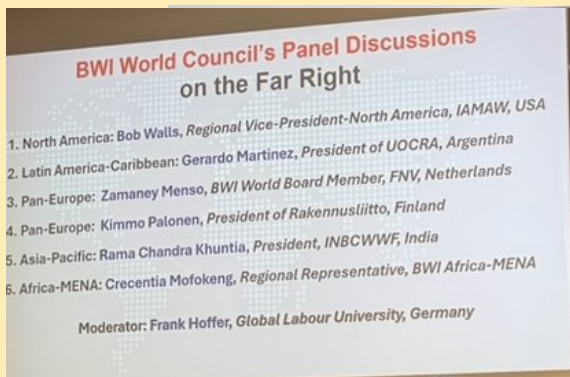 BWI World Council's Panel Discussions
on the Far Right
1. North America: Bob Walls, Regional Vice-President-North America, IAMAW, USA
2. Latin America-Caribbean: Gerardo Martinez, President of UOCRA, Argentina
3. Pan-Europe: Zamaney Menso, BWI World Board Member, FNV, Netherlands
4. Pan-Europe: Kimmo Palonen, President of Rakennusliitto, Finland
5. Asia-Pacific: Rama Chandra Khuntia, President, INBCWWF, India
6. Africa-MENA: Crecentia Mofokeng, Regional Representative, BWI Africa-MENA
Moderator: Frank Hoffer, Global Labour University, Germany